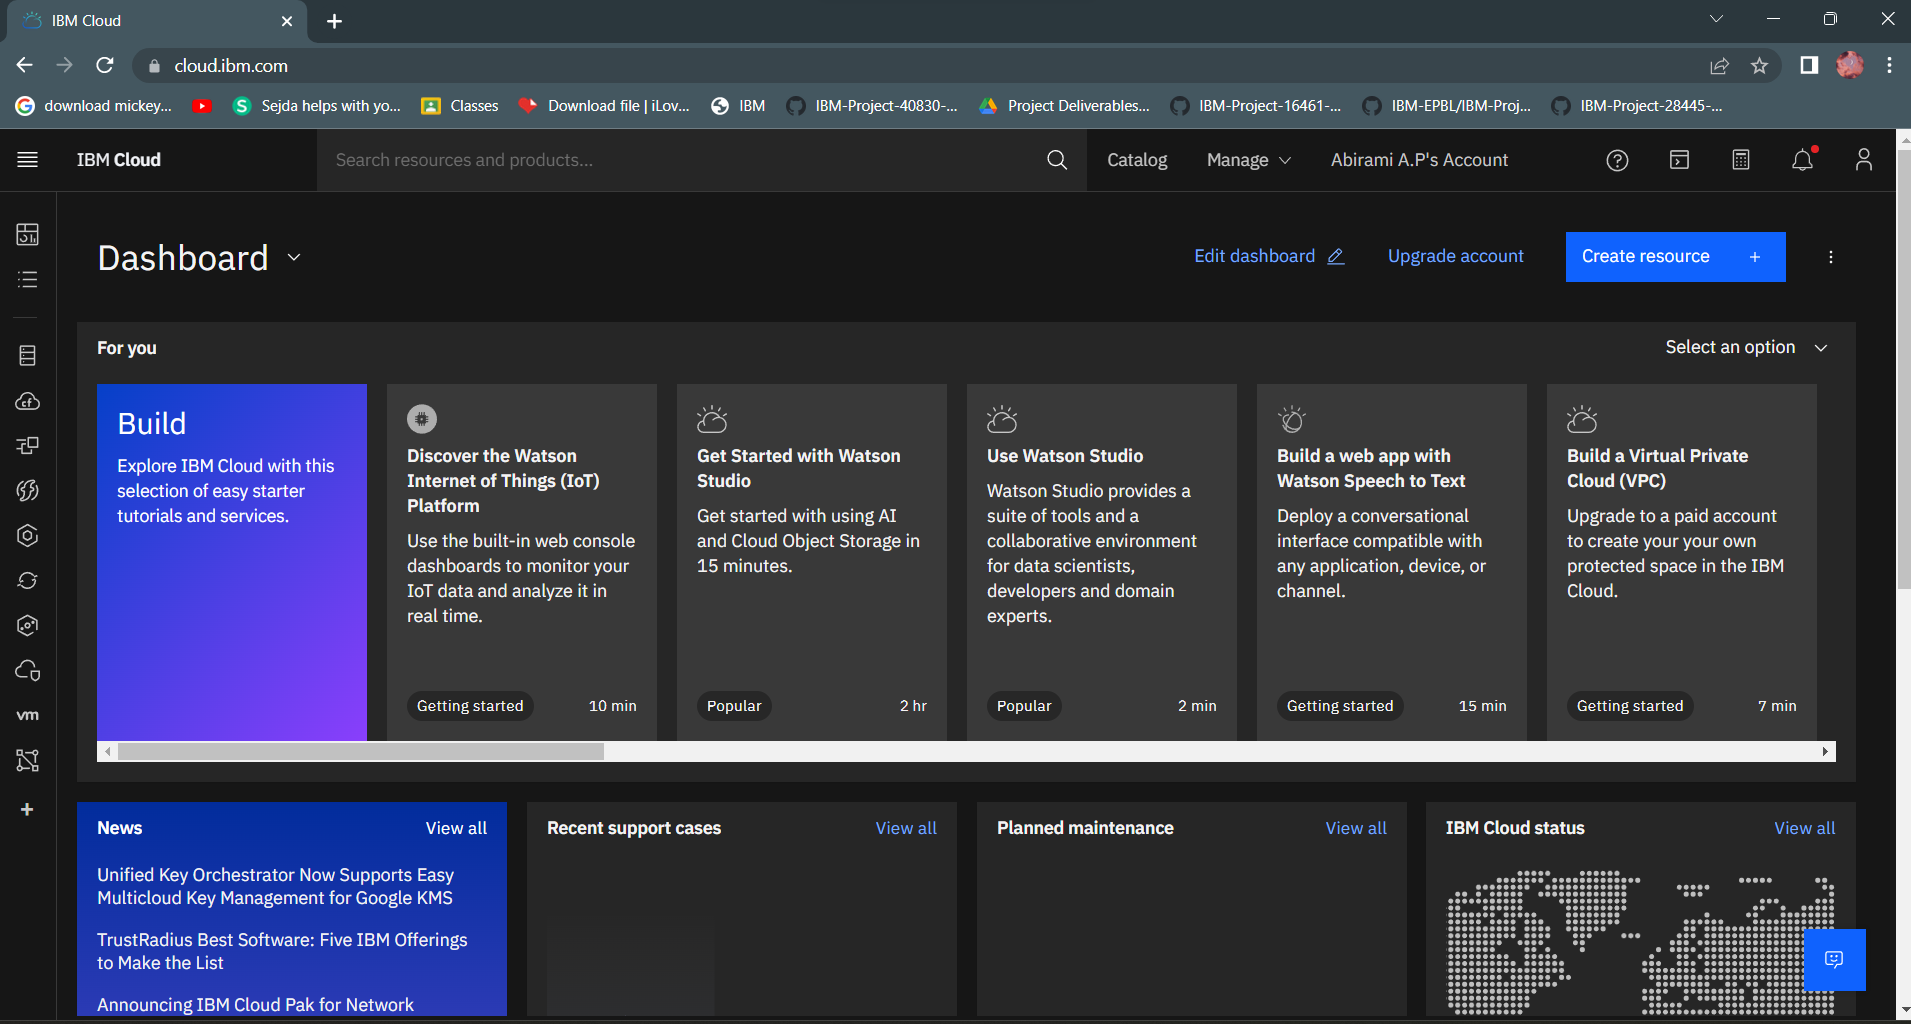 IBM Cloud
cloud.ibm.com
download mickey...
Sejda helps with yo...
Classes
Download file | iLov...
IBM
IBM-Project-40830-...
Project Deliverables...
IBM-Project-16461-...
IBM-EPBL/IBM-Proj...
IBM-Project-28445-...
IBM Cloud
Search resources and products...
Catalog
Manage
Abirami A.P's Account
Dashboard
Edit dashboard
Upgrade account
Create resource +
For you
Select an option
Build
Explore IBM Cloud with this
selection of easy starter
tutorials and services.
Discover the Watson
Internet of Things (IoT)
Platform
Use the built-in web console
dashboards to monitor your
IoT data and analyze it in
real time.
Getting started
10 min
Get Started with Watson
Studio
Get started with using AI
and Cloud Object Storage in
15 minutes.
Popular
2 hr
Use Watson Studio
Watson Studio provides a
suite of tools and a
collaborative environment
for data scientists,
developers and domain
experts.
Popular
2 min
Build a web app with
Watson Speech to Text
Deploy a conversational
interface compatible with
any application, device, or
channel.
Getting started
15 min
Build a Virtual Private
Cloud (VPC)
Upgrade to a paid account
to create your your own
protected space in the IBM
Cloud.
Getting started
7 min
cf
vm
News
View all
Unified Key Orchestrator Now Supports Easy
Multicloud Key Management for Google KMS
TrustRadius Best Software: Five IBM Offerings
to Make the List
Announcing IBM Cloud Pak for Network
Recent support cases
View all
Planned maintenance
View all
IBM Cloud status
View all